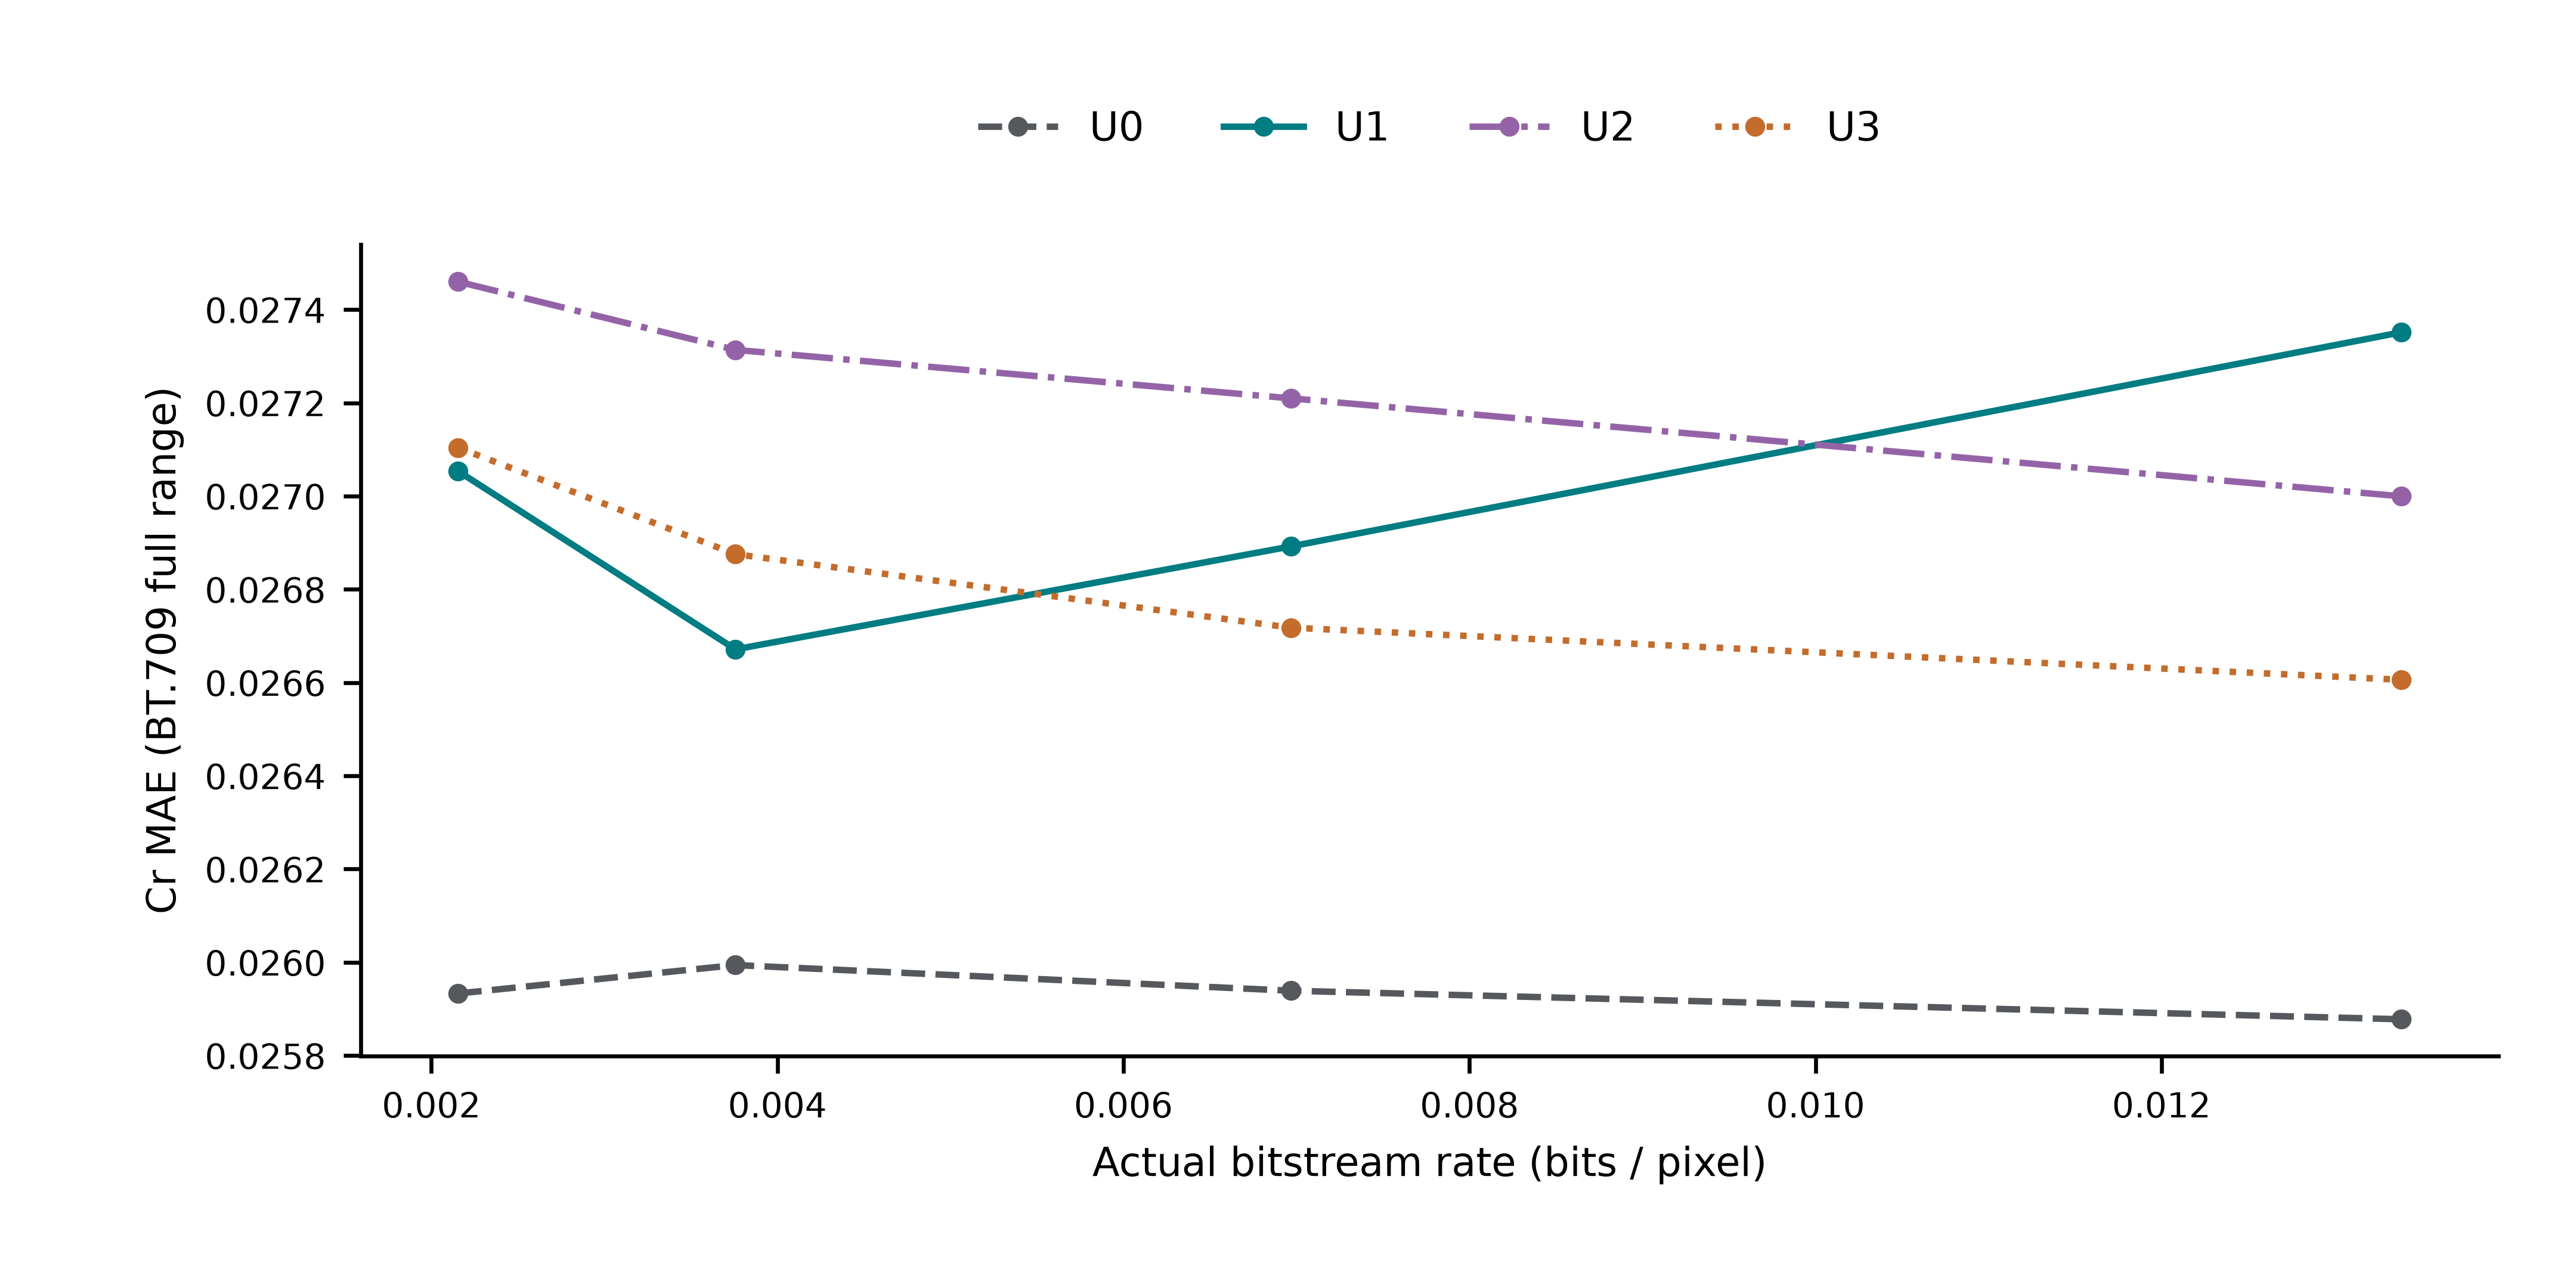 U0 U1 U2 U3
Cr MAE (BT.709 full range)
0.0274
0.0272
0.0270
0.0268
0.0266
0.0264
0.0262
0.0260
0.0258
0.002 0.004 0.006 0.008 0.010 0.012
Actual bitstream rate (bits / pixel)